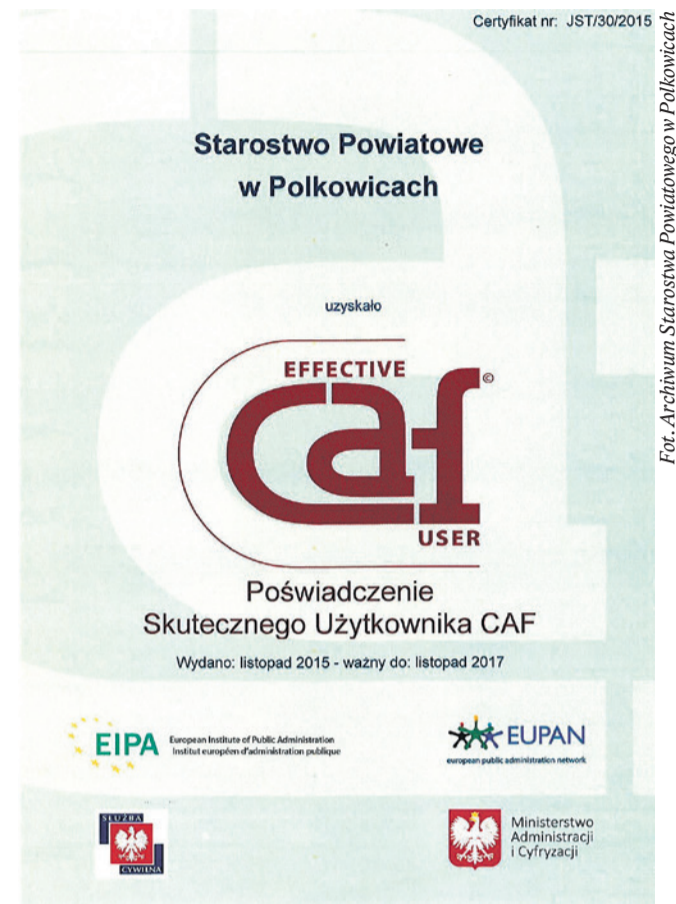 Certyfikat nr: JST/30/2015
Starostwo Powiatowe
w Polkowicach
uzyskało
EFFECTIVE
caf ©
USER
Poświadczenie
Skutecznego Użytkownika CAF
Wydano: listopad 2015 - ważny do: listopad 2017
EIPA
European Institute of Public Administration
Institut européen d'administration publique
EUPAN
european public administration network
SŁUŻBA
CYWILNA
Ministerstwo
Administracji
i Cyfryzacji
Fot. Archiwum Starostwa Powiatowego w Polkowicach